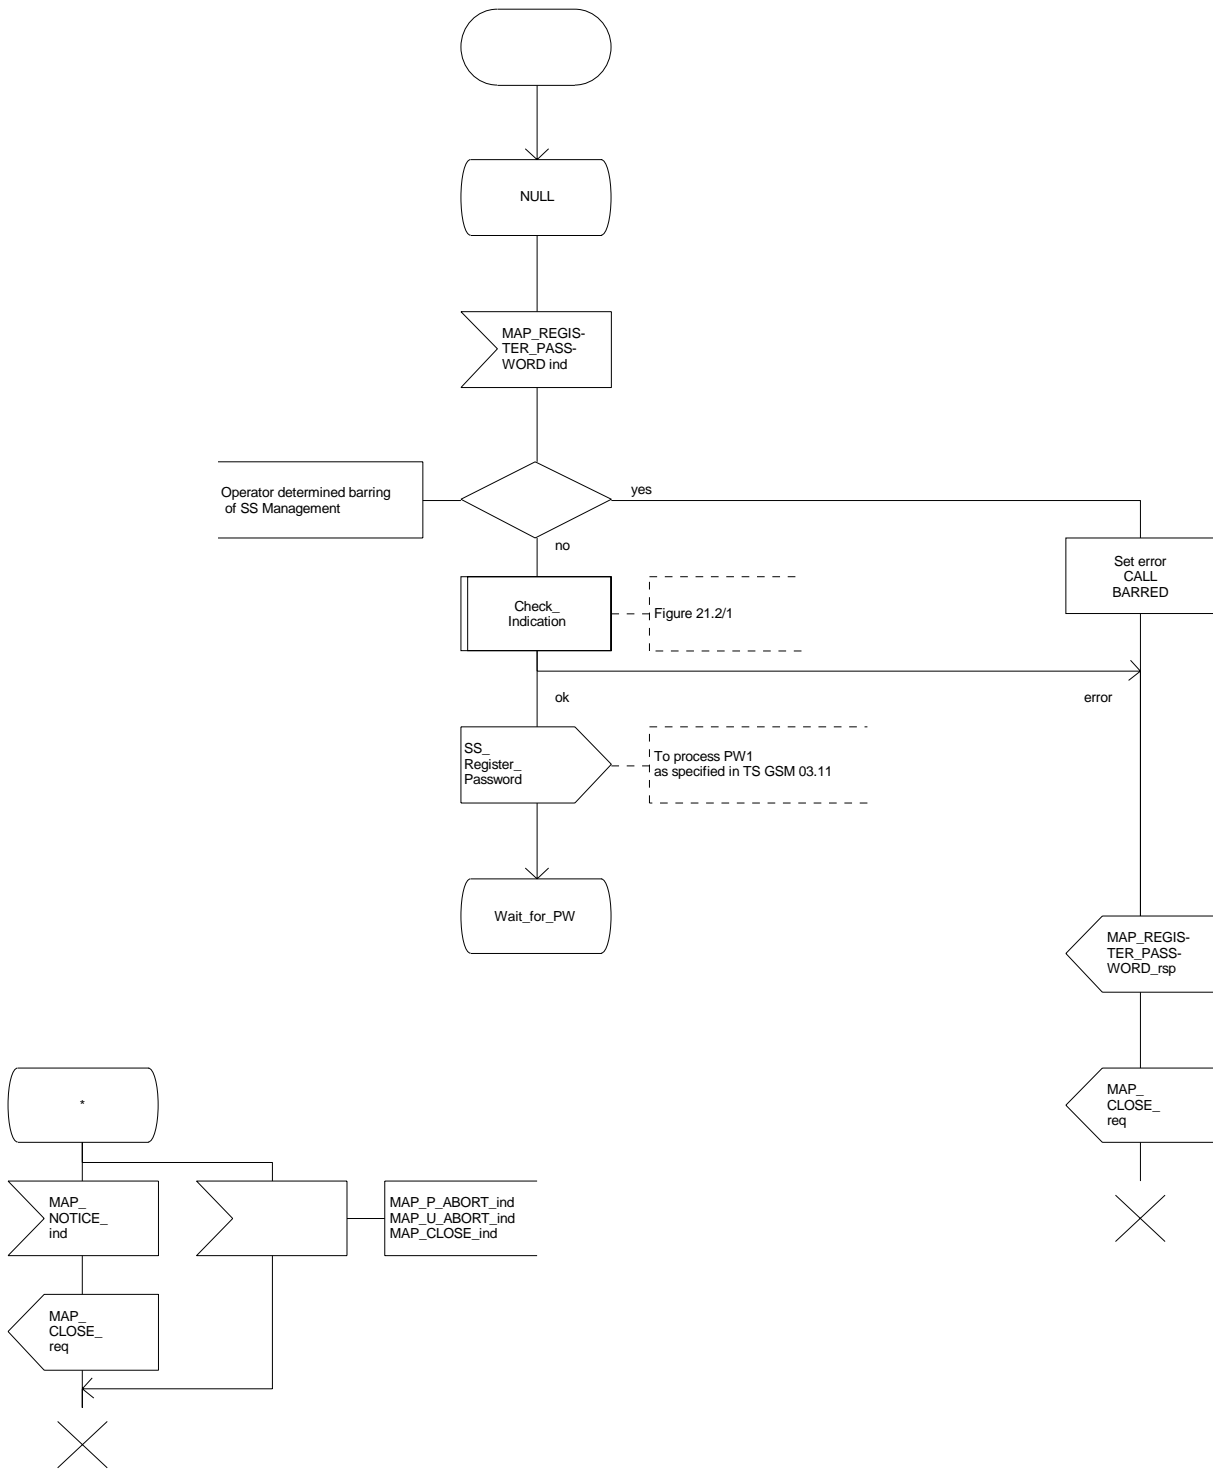 NULL
MAP_REGIS-
TER_PASS-
WORD ind
Operator determined barring
of SS Management
yes
no
Set error
CALL
BARRED
Check_
Indication
Figure 21.2/1
ok
error
SS_
Register_
Password
To process PW1
as specified in TS GSM 03.11
Wait_for_PW
MAP_REGIS-
TER_PASS-
WORD_rsp
MAP_
CLOSE_
req
*
MAP_
NOTICE_
ind
MAP_P_ABORT_ind
MAP_U_ABORT_ind
MAP_CLOSE_ind
MAP_
CLOSE_
req